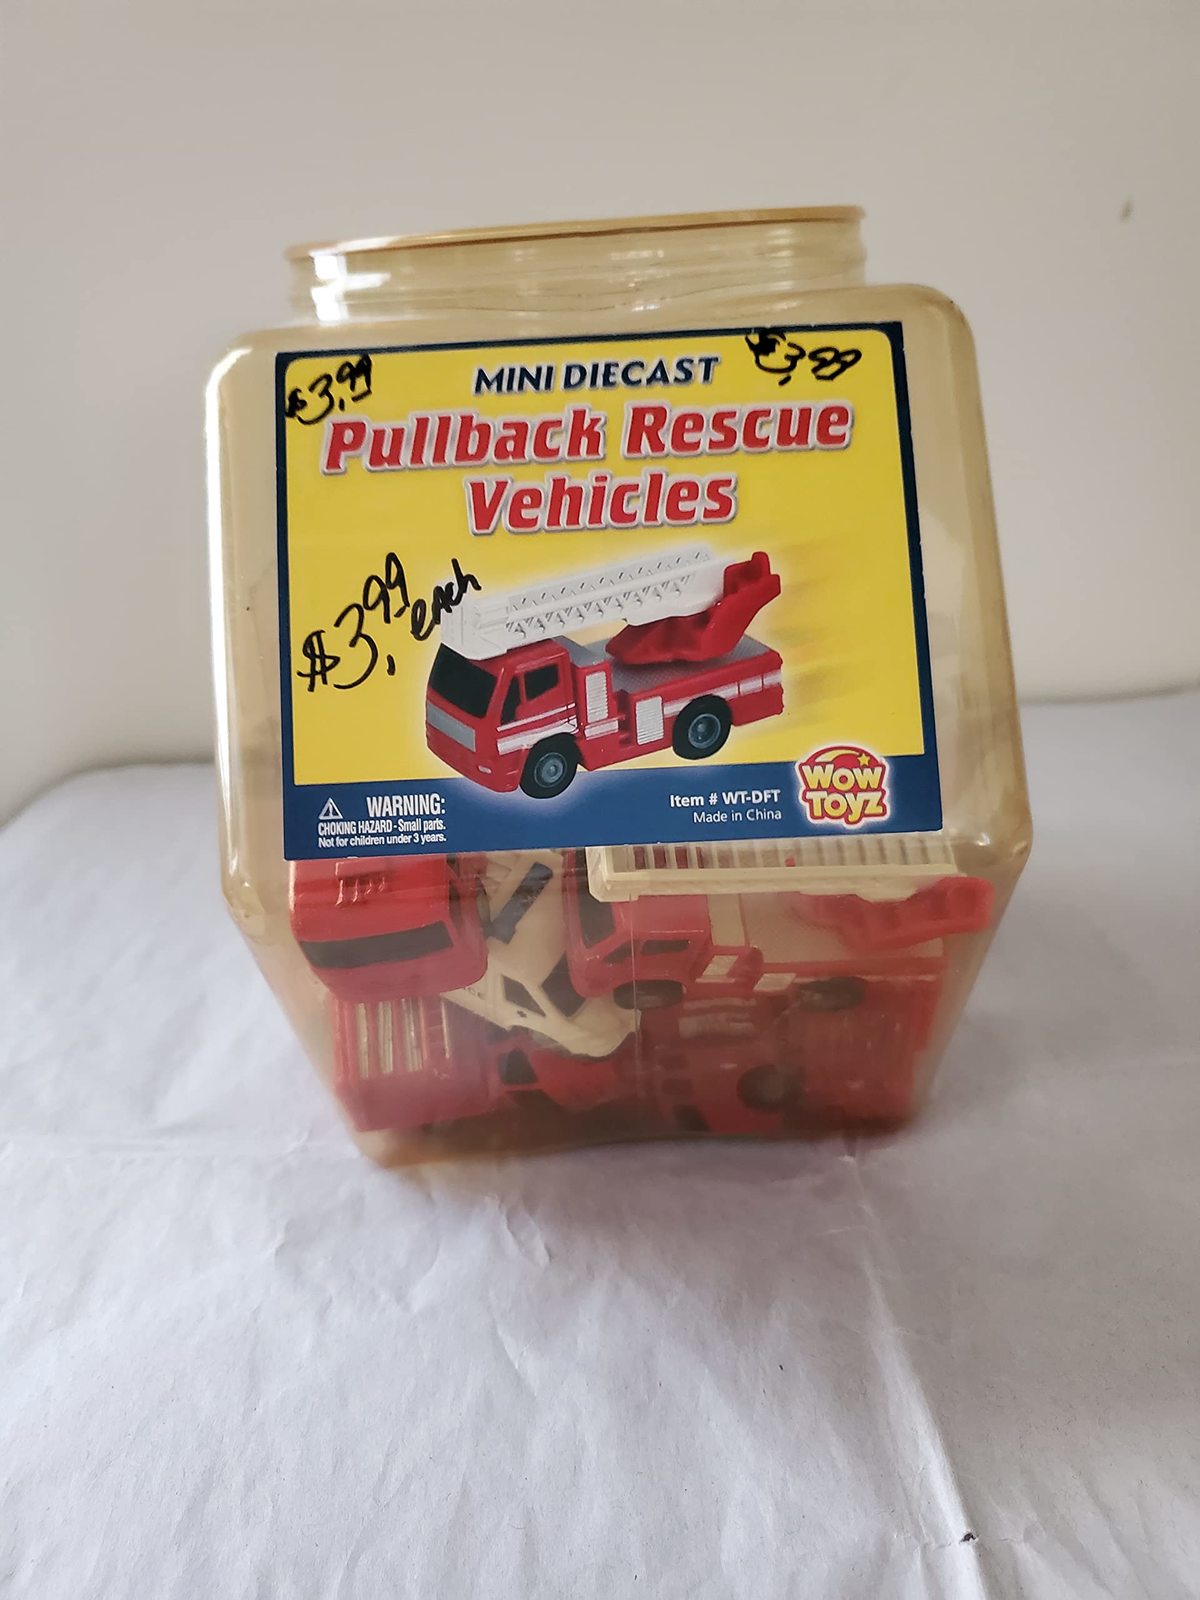 $3.99
MINI DIECAST
$3.99
Pullback Rescue
Vehicles
$3.99 each
WARNING:
CHOKING HAZARD - Small parts.
Not for children under 3 years.
Item # WT-DFT
Made in China
WOW
TOYZ